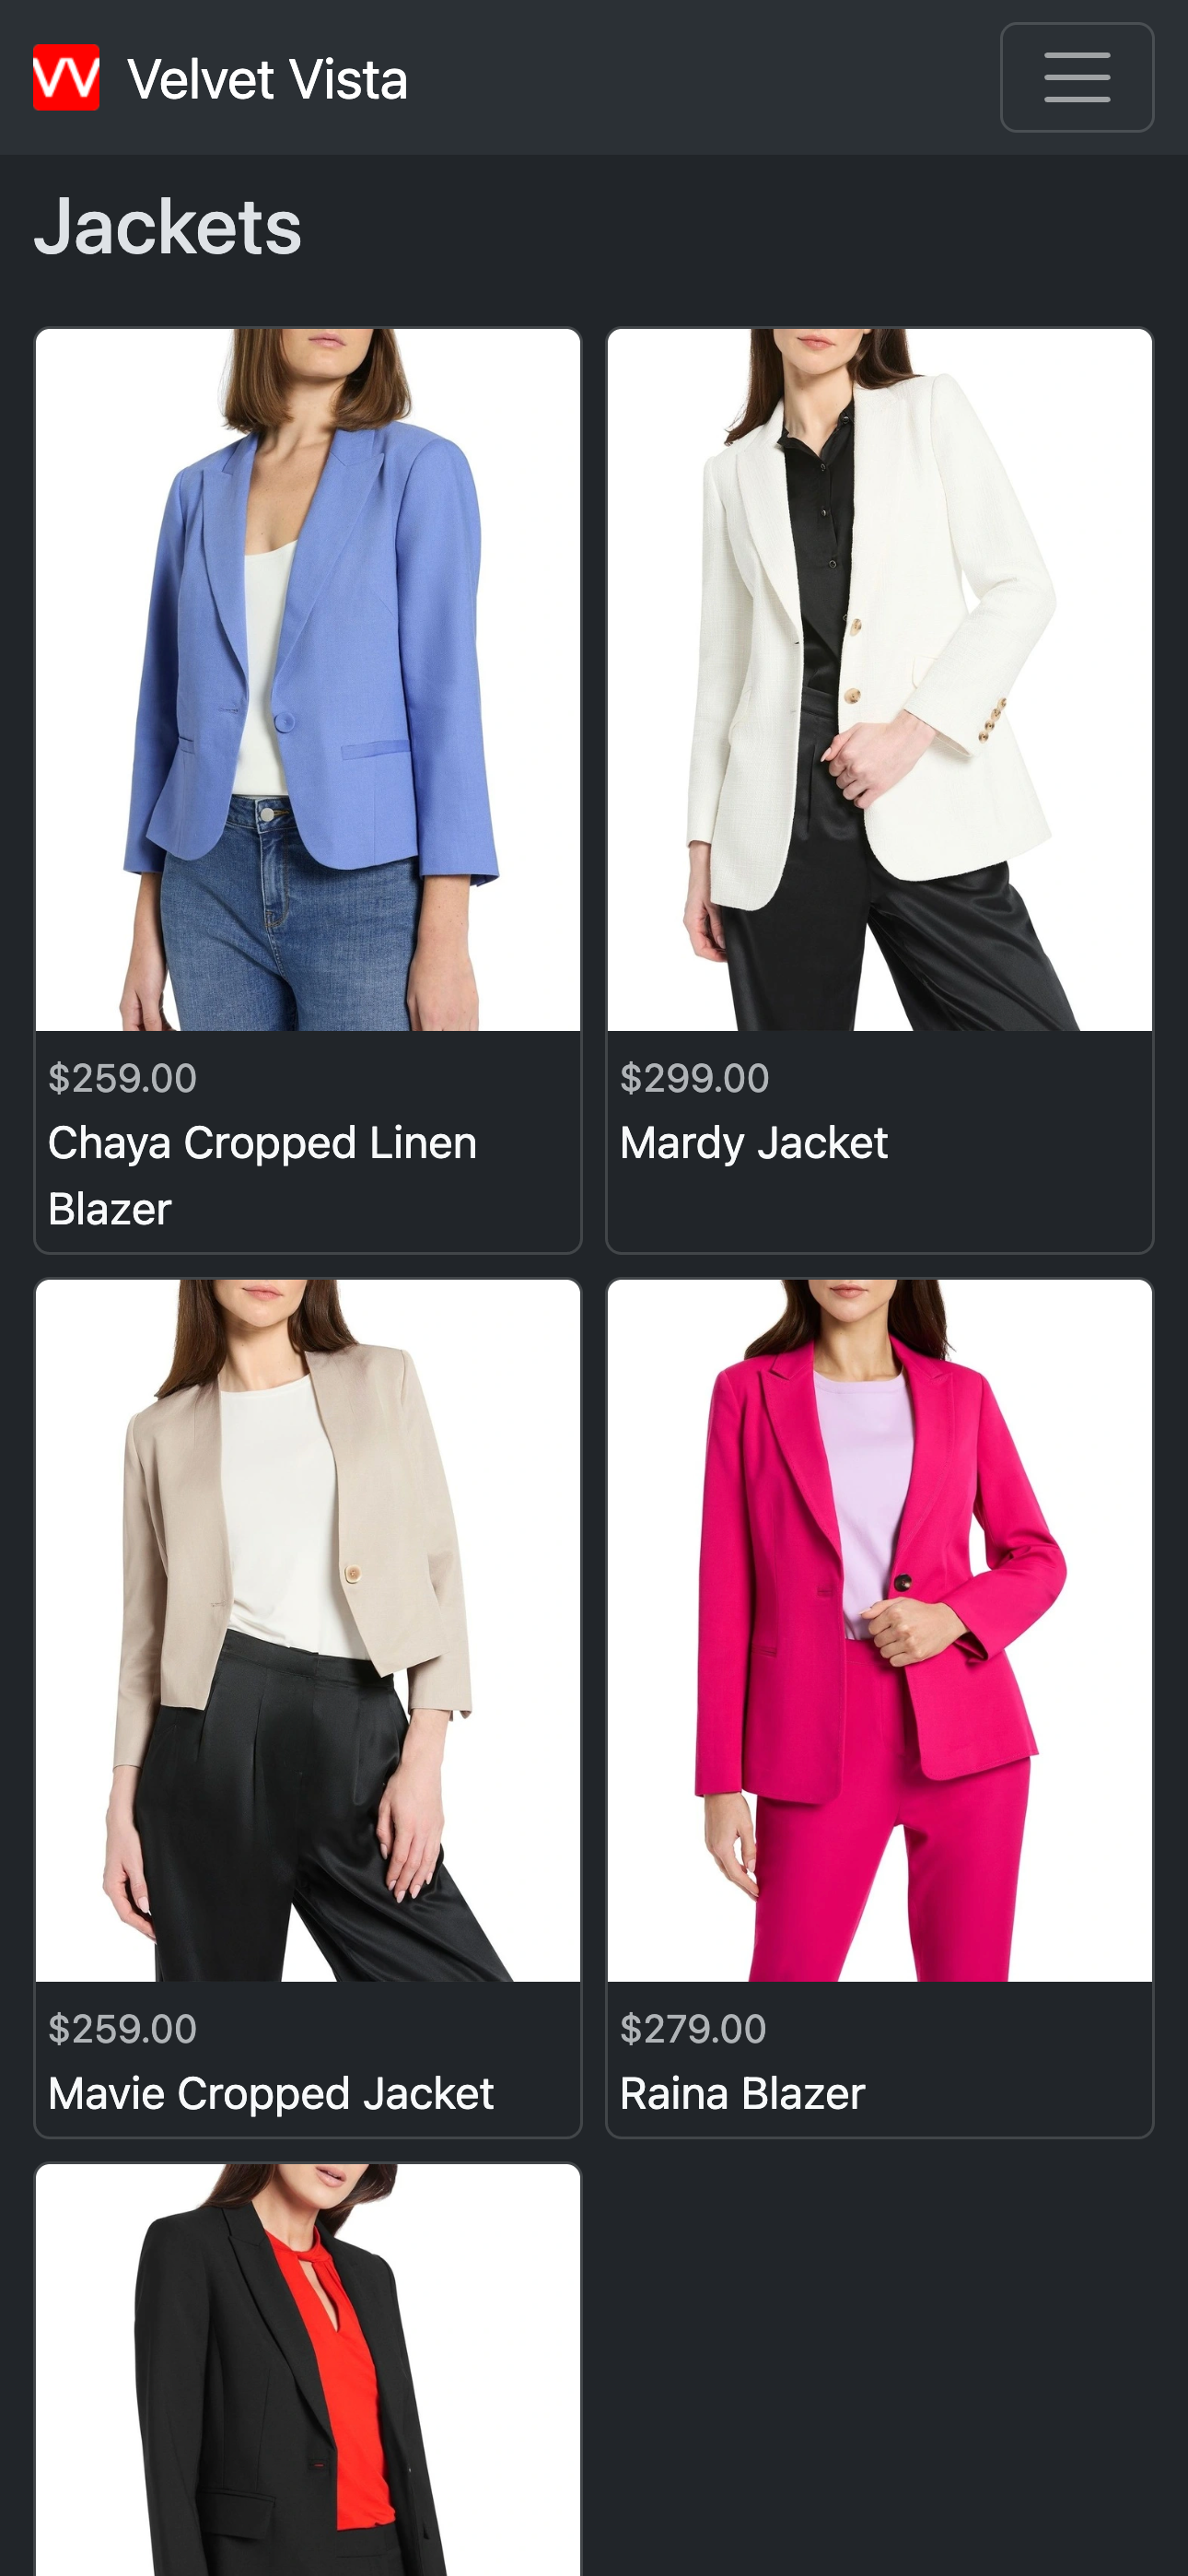 VV Velvet Vista
Jackets
$259.00
Chaya Cropped Linen
Blazer
$299.00
Mardy Jacket
$259.00
Mavie Cropped Jacket
$279.00
Raina Blazer